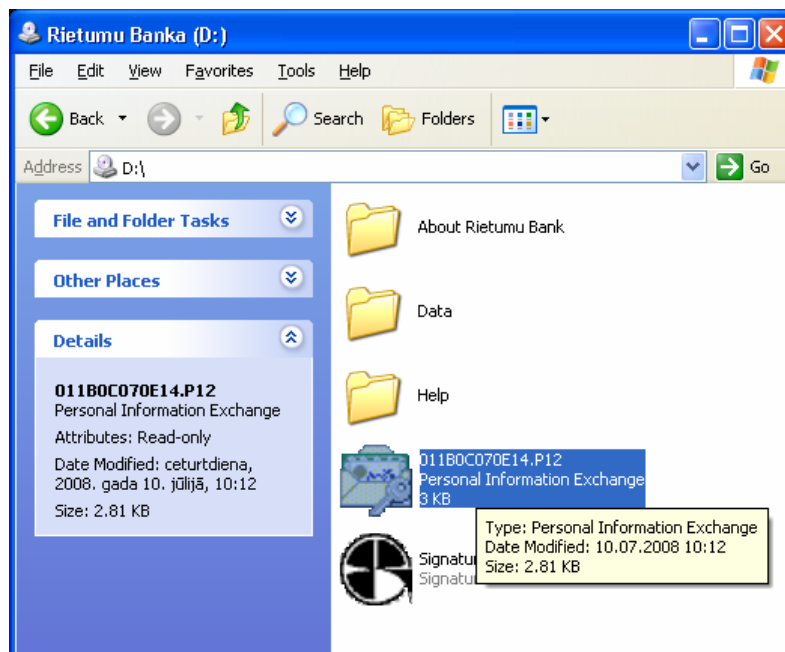 Rietumu Banka (D:)
File Edit View Favorites Tools Help
Back Search Folders
Address D:\ Go
File and Folder Tasks
Other Places
Details
011B0C070E14.P12
Personal Information Exchange
Attributes: Read-only
Date Modified: ceturtdiena,
2008. gada 10. jūlijā, 10:12
Size: 2.81 KB
About Rietumu Bank
Data
Help
011B0C070E14.P12
Personal Information Exchange
3 KB
Type: Personal Information Exchange
Date Modified: 10.07.2008 10:12
Size: 2.81 KB